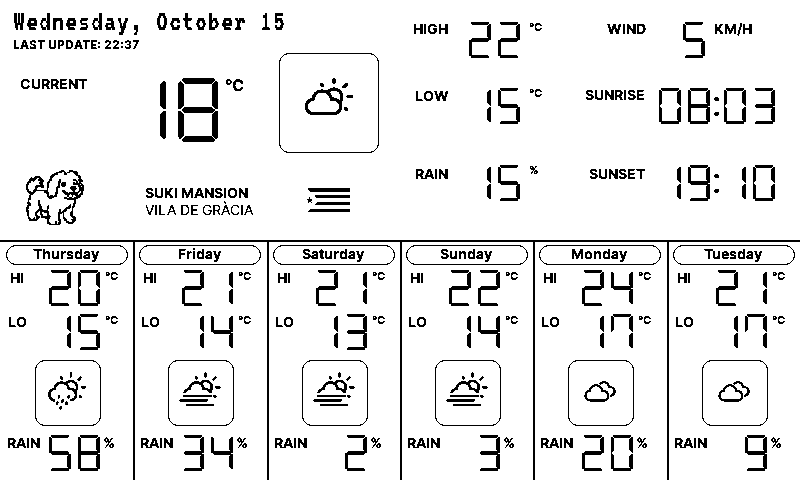 Wednesday, October 15
LAST UPDATE: 22:37
CURRENT 18 °C
HIGH 22 °C
LOW 15 °C
RAIN 15 %
WIND 5 KM/H
SUNRISE 08:03
SUNSET 19:10
SUKI MANSION
VILA DE GRÀCIA
Thursday
HI 20 °C
LO 15 °C
RAIN 58 %
Friday
HI 21 °C
LO 14 °C
RAIN 34 %
Saturday
HI 21 °C
LO 13 °C
RAIN 2 %
Sunday
HI 22 °C
LO 14 °C
RAIN 3 %
Monday
HI 24 °C
LO 17 °C
RAIN 20 %
Tuesday
HI 21 °C
LO 17 °C
RAIN 9 %